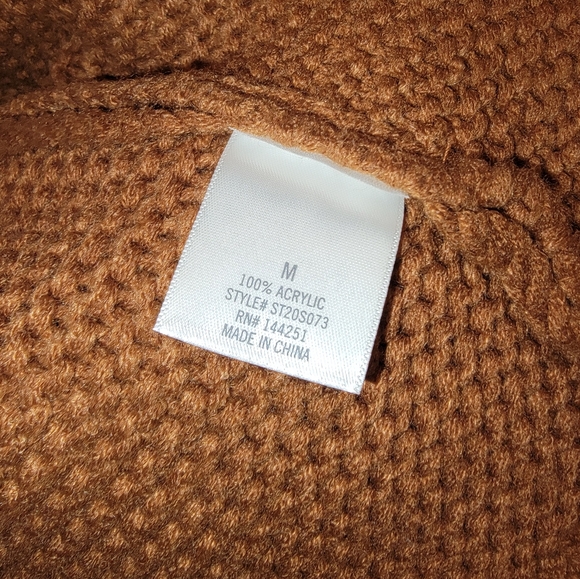 M
100% ACRYLIC
STYLE# ST20S073
RN# 144251
MADE IN CHINA